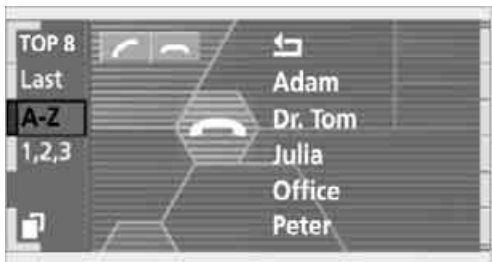 TOP 8
Last
A-Z
1,2,3
Adam
Dr. Tom
Julia
Office
Peter